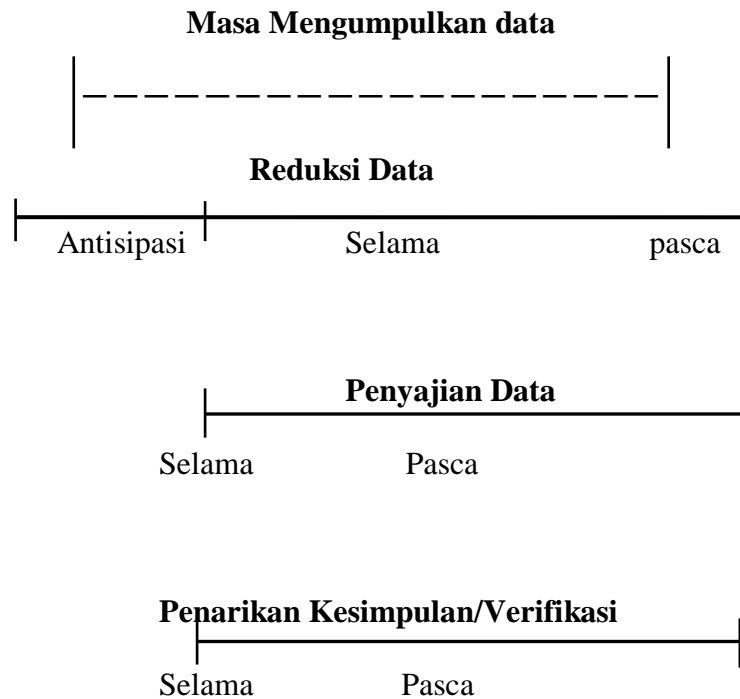 Masa Mengumpulkan data
Reduksi Data
Antisipasi Selama pasca
Penyajian Data
Selama Pasca
Penarikan Kesimpulan/Verifikasi
Selama Pasca